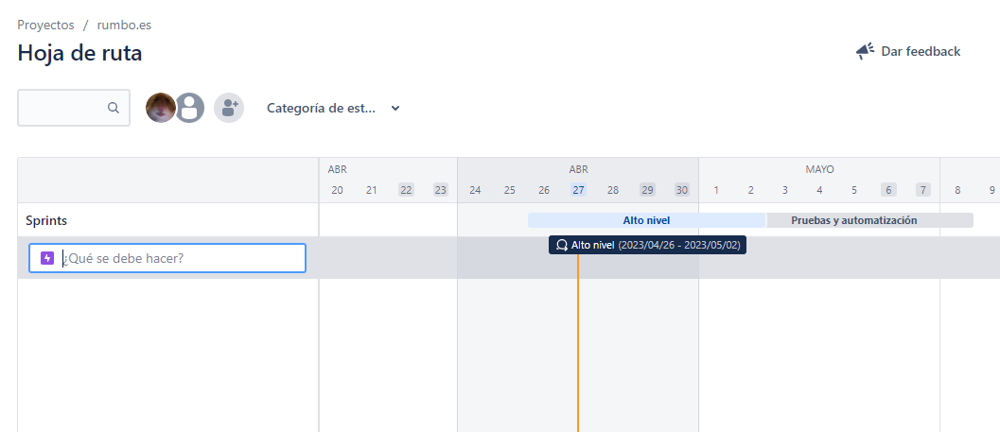 Proyectos / rumbo.es
Hoja de ruta
Dar feedback
Categoría de est...
ABR ABR MAYO
20 21 22 23 24 25 26 27 28 29 30 1 2 3 4 5 6 7 8 9
Sprints
Alto nivel
Pruebas y automatización
Alto nivel (2023/04/26 - 2023/05/02)
¿Qué se debe hacer?